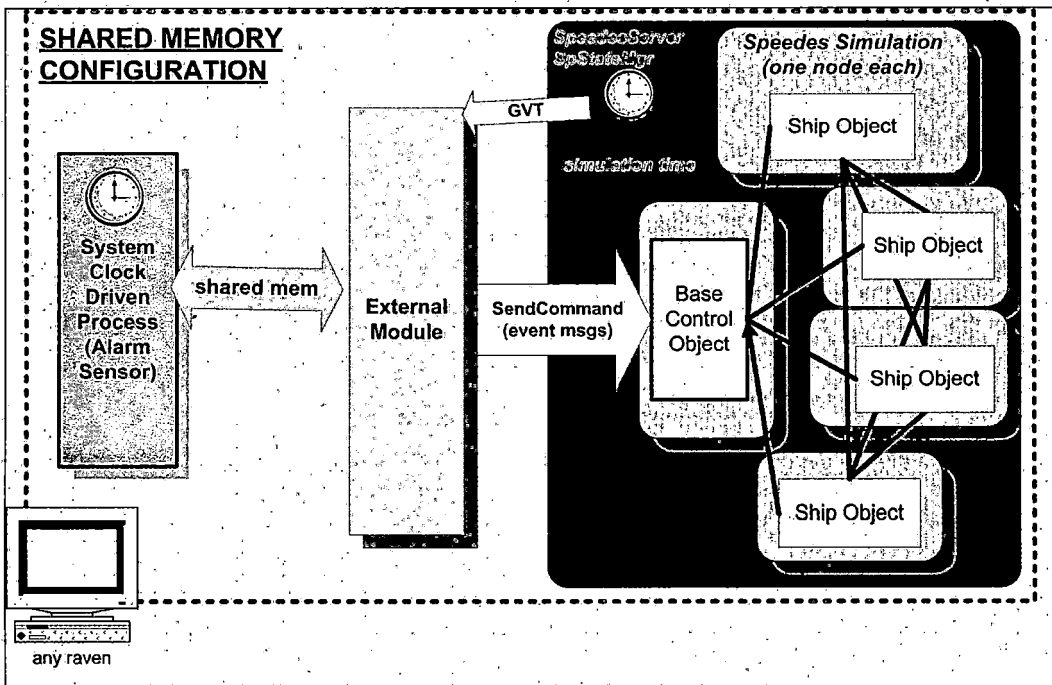 SHARED MEMORY
CONFIGURATION
SpeedesServer
SpStateMgr
Speedes Simulation
(one node each)
GVT
simulation time
Ship Object
System
Clock
Driven
Process
(Alarm
Sensor)
shared mem
External
Module
SendCommand
(event msgs)
Base
Control
Object
Ship Object
Ship Object
Ship Object
any raven